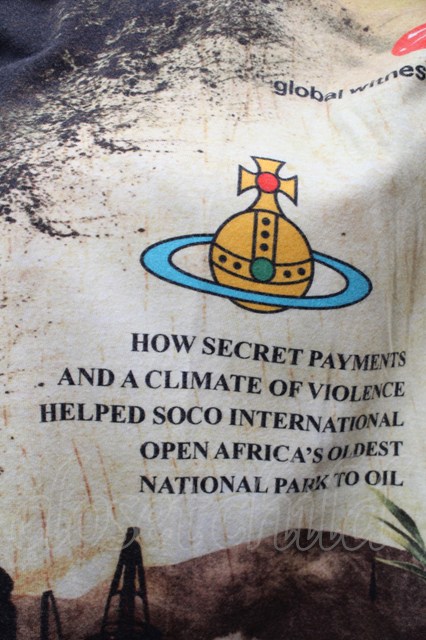 global witnes
HOW SECRET PAYMENTS
AND A CLIMATE OF VIOLENCE
HELPED SOCO INTERNATIONAL
OPEN AFRICA'S OLDEST
NATIONAL PARK TO OIL
closetchild